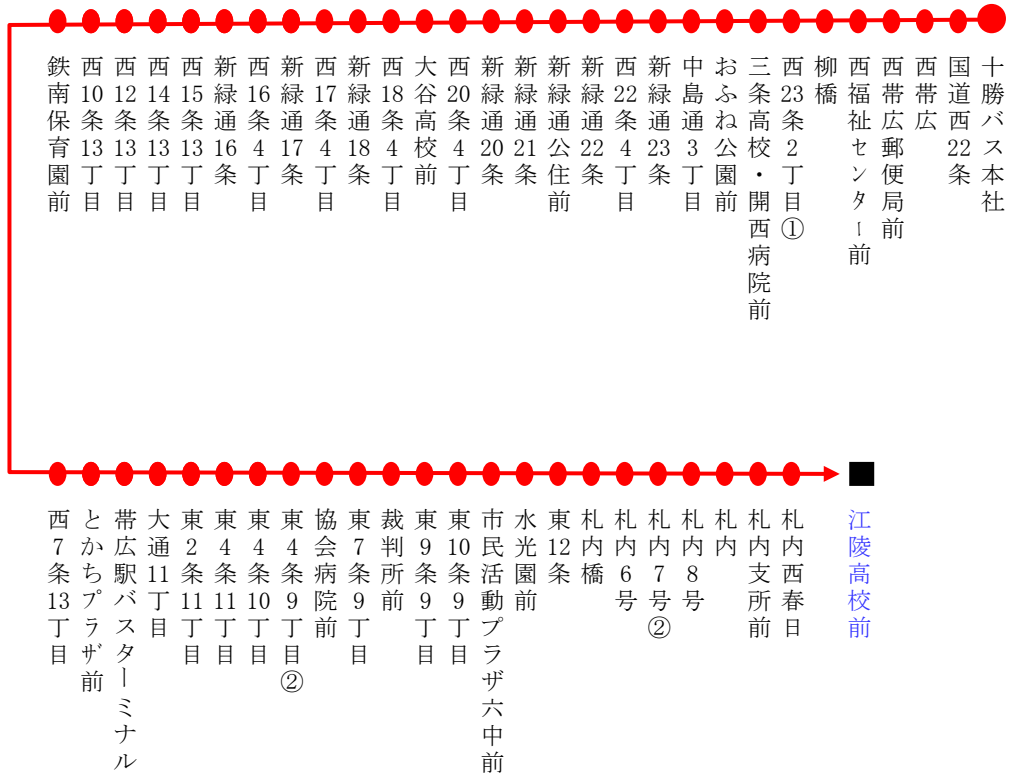 十勝バス本社
国道西22条
西帯広
西帯広郵便局前
西福祉センター前
柳橋
西23条2丁目①
三条高校・開西病院前
おふね公園前
中島通3丁目
新緑通23条
西22条4丁目
新緑通22条
新緑通公住前
新緑通21条
新緑通20条
西20条4丁目
大谷高校前
西18条4丁目
新緑通18条
西17条4丁目
新緑通17条
西16条4丁目
新緑通16条
西15条13丁目
西14条13丁目
西12条13丁目
西10条13丁目
鉄南保育園前
西7条13丁目
とかちプラザ前
帯広駅バスターミナル
大通11丁目
東2条11丁目
東4条11丁目
東4条10丁目
東4条9丁目②
協会病院前
東7条9丁目
裁判所前
東9条9丁目
東10条9丁目
市民活動プラザ六中前
水光園前
東12条
札内橋
札内6号
札内7号②
札内8号
札内
札内支所前
札内西春日
江陵高校前